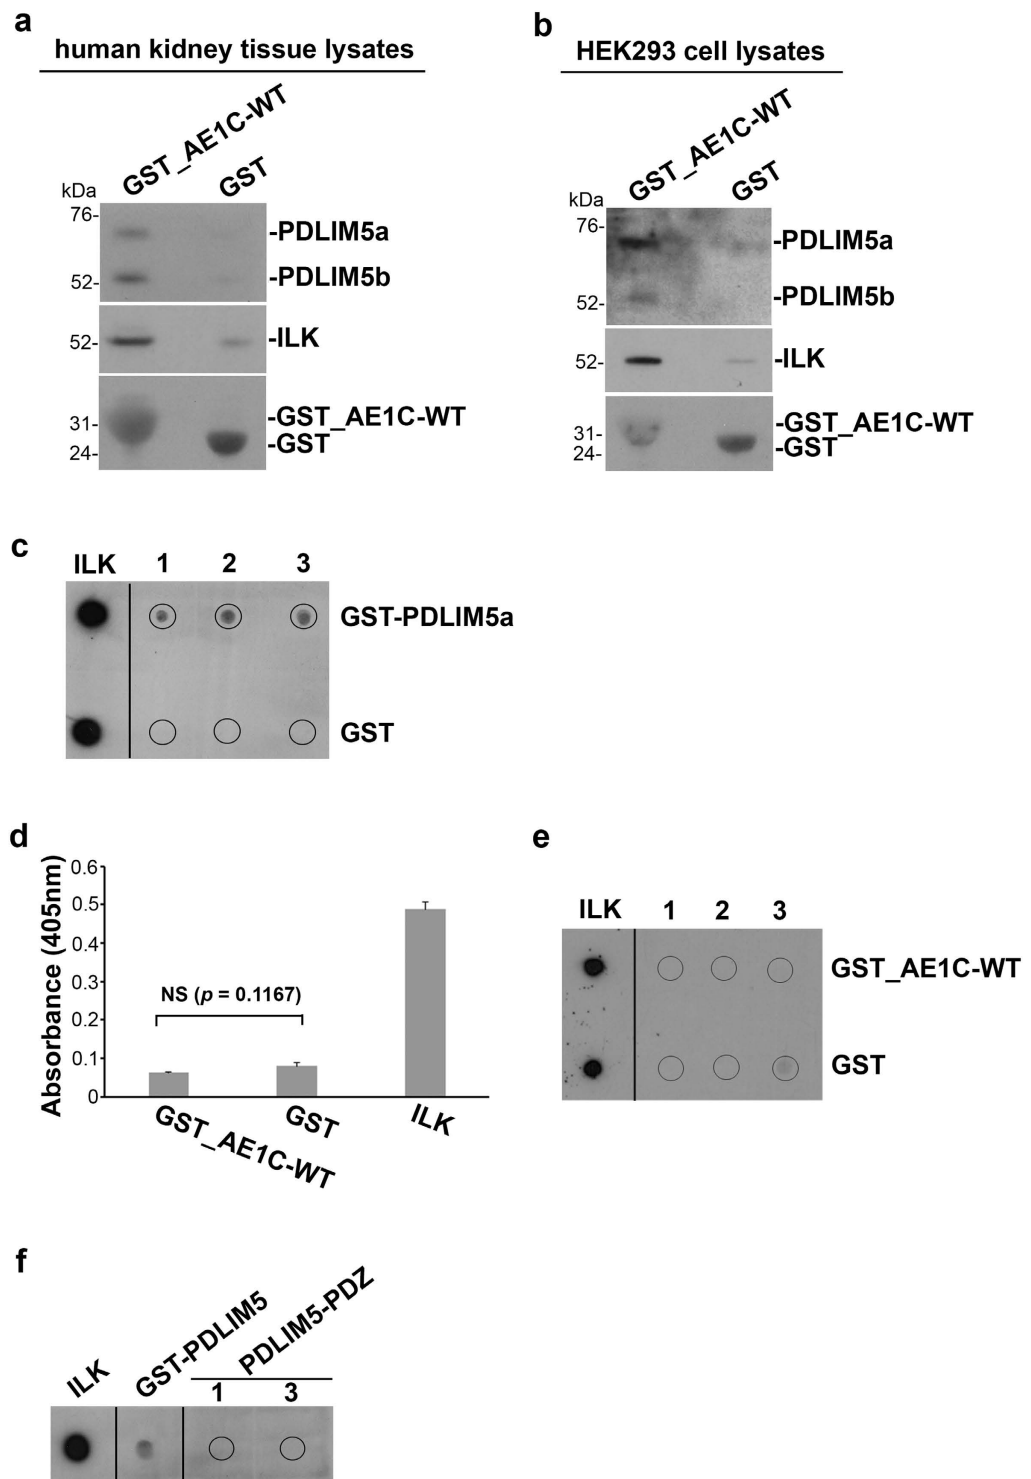 a
human kidney tissue lysates
GST_AE1C-WT
GST
kDa
76-
-PDLIM5a
52-
-PDLIM5b
52-
-ILK
31-
-GST_AE1C-WT
24-
-GST
b
HEK293 cell lysates
GST_AE1C-WT
GST
kDa
76-
-PDLIM5a
52-
-PDLIM5b
52-
-ILK
-GST_AE1C-WT
31-
-GST
24-
c
ILK 1 2 3
GST-PDLIM5a
GST
d
Absorbance (405nm)
0.6
0.5
0.4
0.3
0.2
0.1
0
NS (p = 0.1167)
GST_AE1C-WT
GST
ILK
e
ILK 1 2 3
GST_AE1C-WT
GST
f
ILK
GST-PDLIM5
PDLIM5-PDZ
1 3